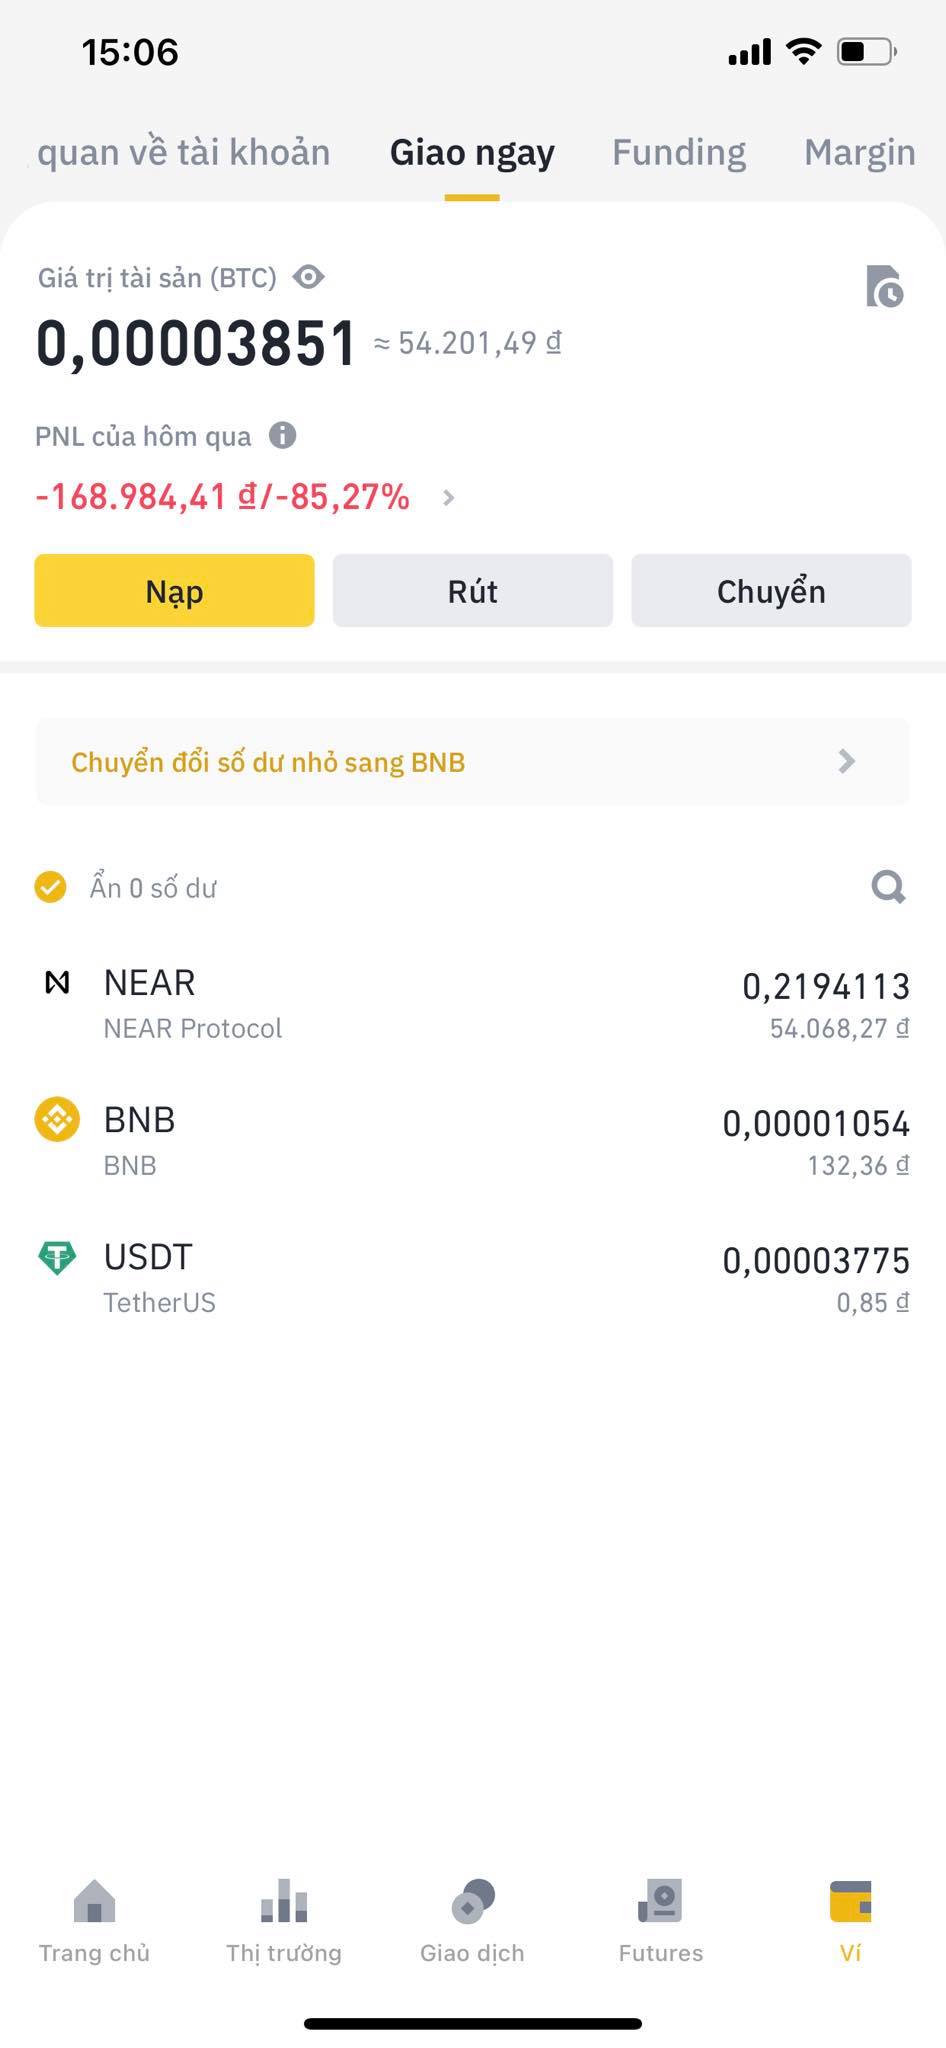 15:06
quan về tài khoản Giao ngay Funding Margin
Giá trị tài sản (BTC)
0,00003851 ≈ 54.201,49 ₫
PNL của hôm qua
-168.984,41 ₫/-85,27%
Nạp Rút Chuyển
Chuyển đổi số dư nhỏ sang BNB
Ẩn 0 số dư
NEAR 0,2194113
NEAR Protocol 54.068,27 ₫
BNB 0,00001054
BNB 132,36 ₫
USDT 0,00003775
TetherUS 0,85 ₫
Trang chủ Thị trường Giao dịch Futures Ví